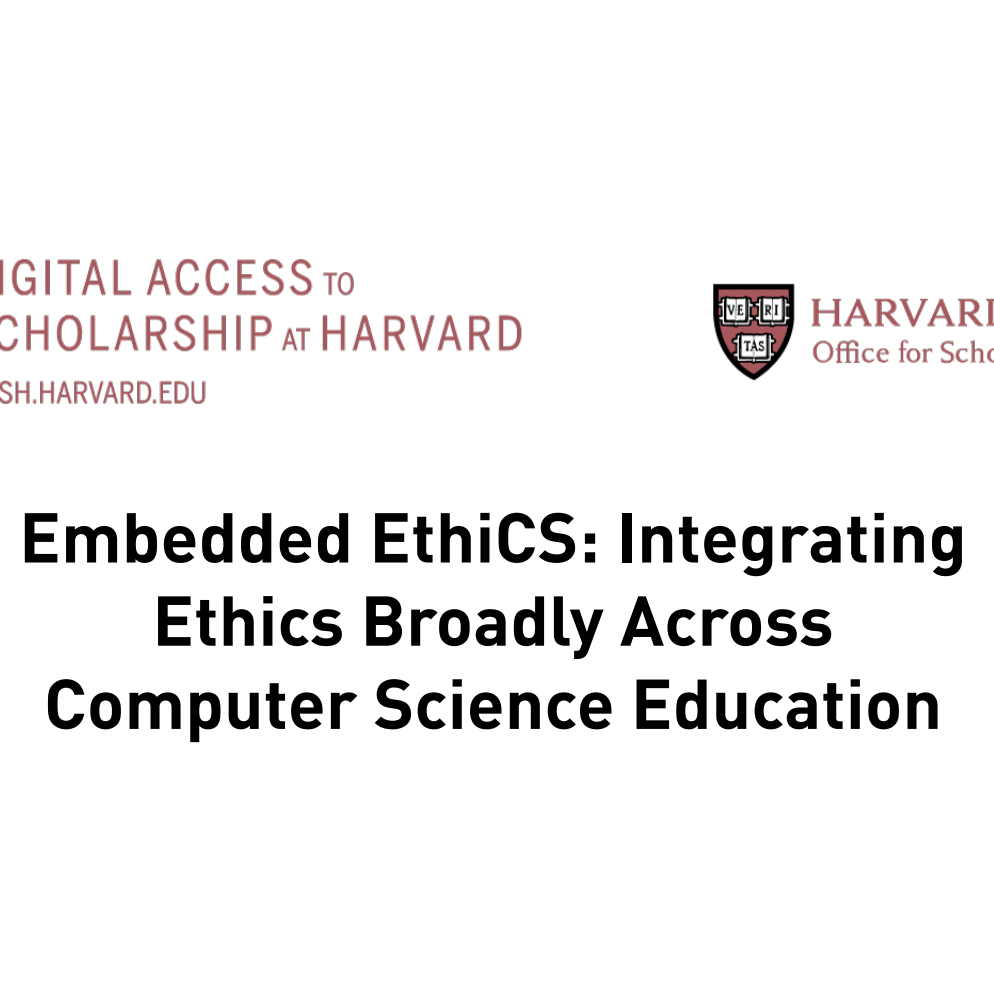 IGITAL ACCESS TO
CHOLARSHIP AT HARVARD
SH.HARVARD.EDU
VE RI
TAS
HARVARD
Office for Scho
Embedded EthiCS: Integrating
Ethics Broadly Across
Computer Science Education